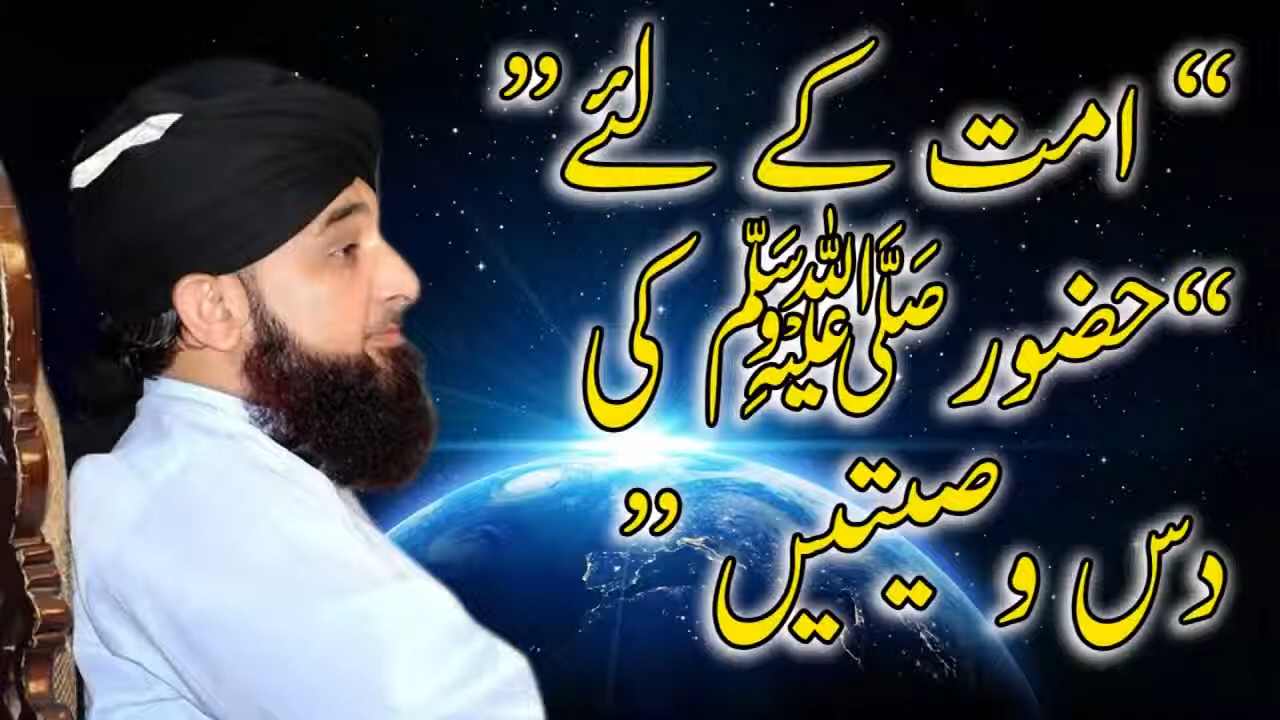 “ امت کے لئے ”
“حضور ﷺ کی
دس وصیتیں ”